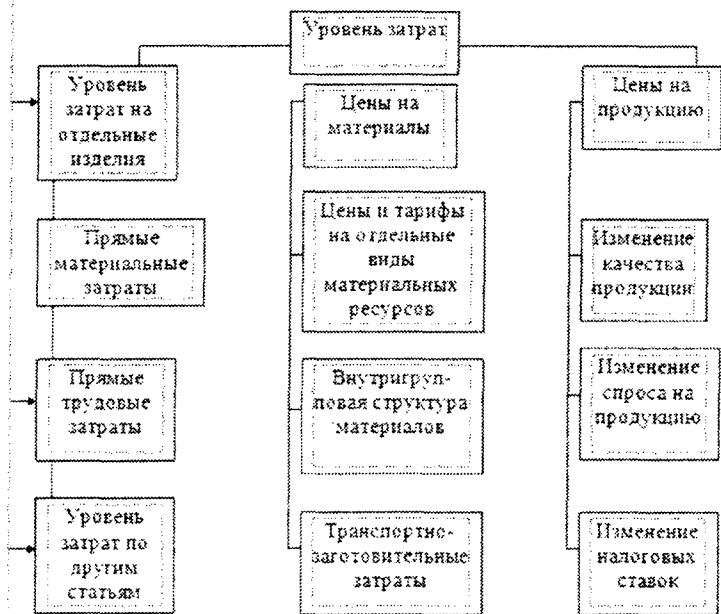 Уровень затрат
Уровень
затрат на
отдельные
изделия
Прямые
материальные
затраты
Прямые
трудовые
затраты
Уровень
затрат по
другим
статьям
Цены на
материалы
Цены и тарифы
на отдельные
виды
материальных
ресурсов
Внутригруп-
повая структура
материалов
Транспортно-
заготовительные
затраты
Цены на
продукцию
Изменение
качества
продукции
Изменение
спроса на
продукцию
Изменение
налоговых
ставок